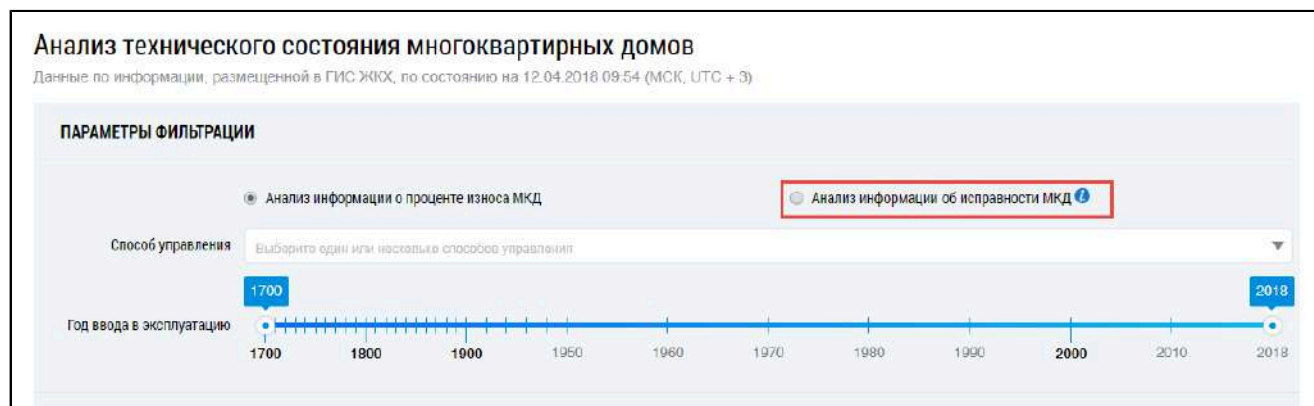 Анализ технического состояния многоквартирных домов
Данные по информации, размещенной в ГИС ЖКХ, по состоянию на 12.04.2018 09:54 (МСК, UTC + 3)
ПАРАМЕТРЫ ФИЛЬТРАЦИИ
Анализ информации о проценте износа МКД
Анализ информации об исправности МКД
Способ управления
Выберите один или несколько способов управления
1700
2018
Год ввода в эксплуатацию
1700 1800 1900 1950 1960 1970 1980 1990 2000 2010 2018